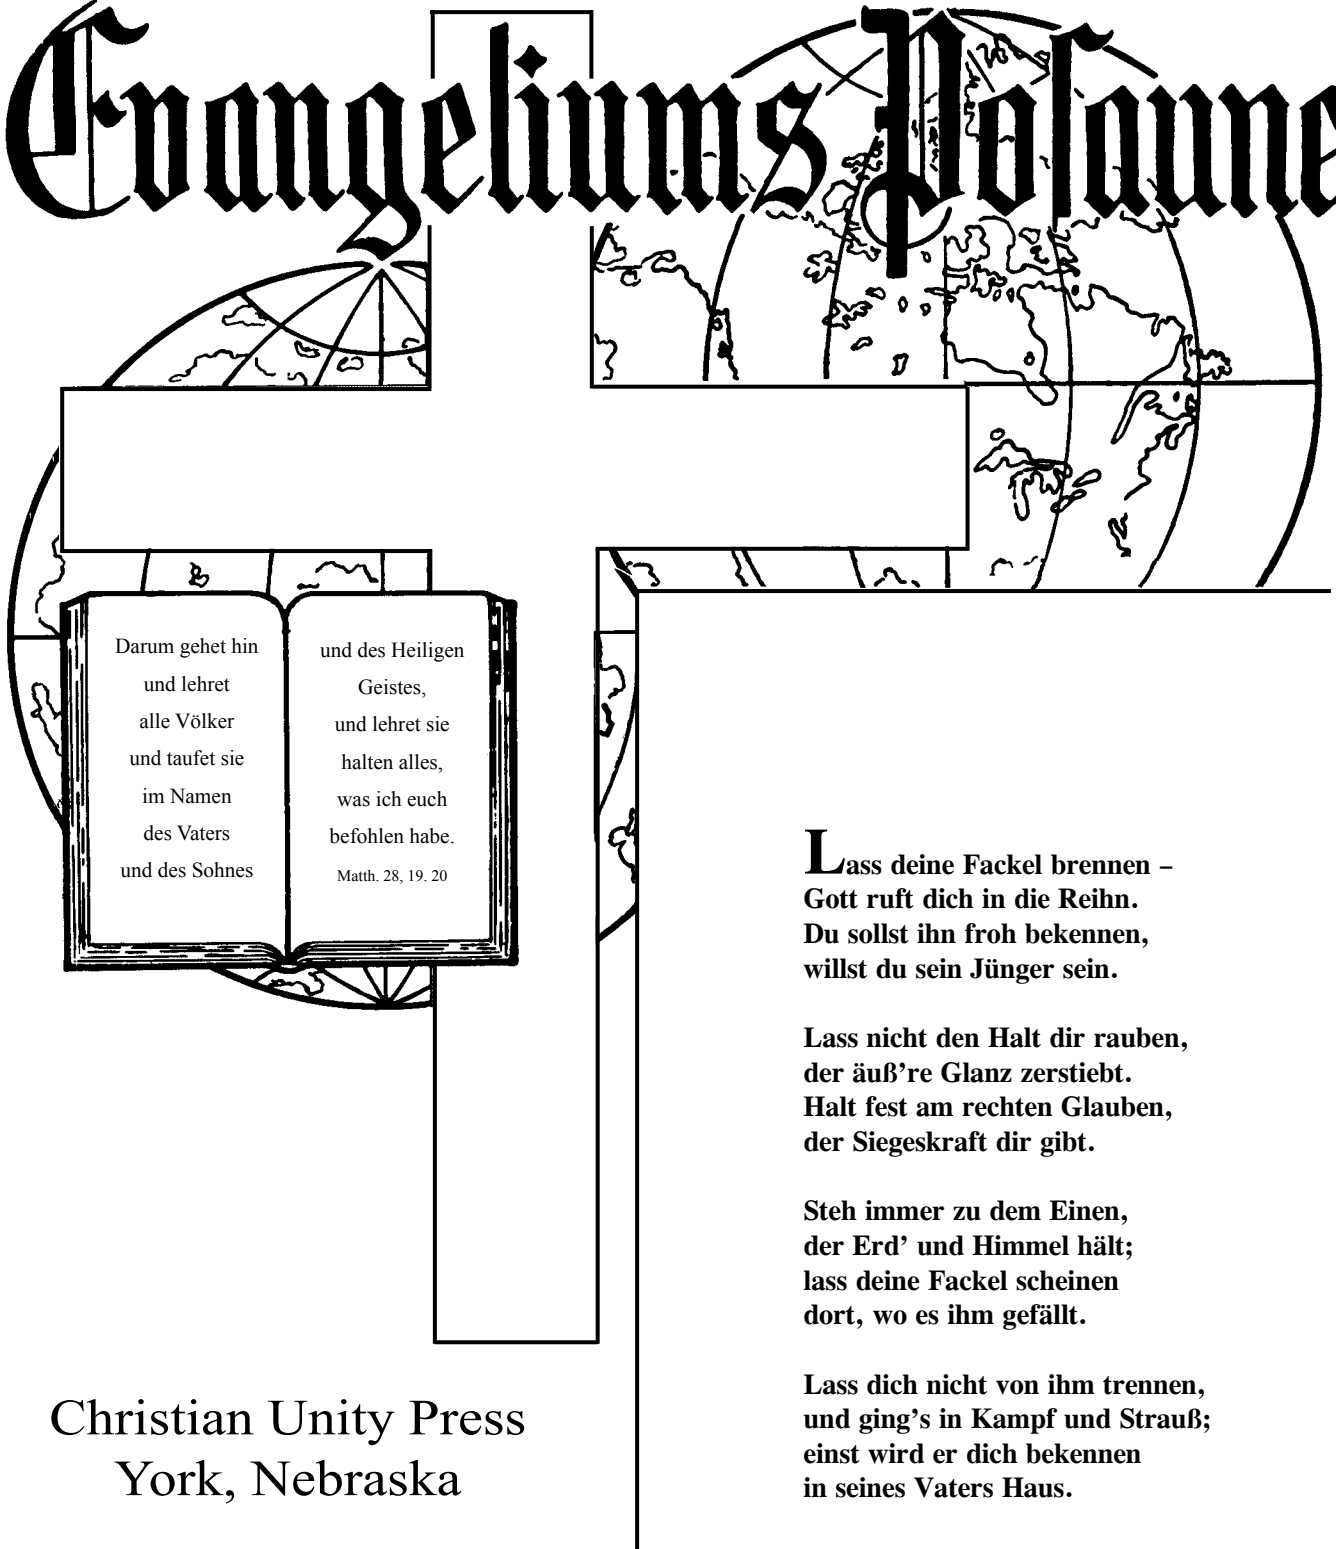 Evangeliums Posaune
Darum gehet hin
und lehret
alle Völker
und taufet sie
im Namen
des Vaters
und des Sohnes
und des Heiligen
Geistes,
und lehret sie
halten alles,
was ich euch
befohlen habe.
Matth. 28, 19. 20
Lass deine Fackel brennen –
Gott ruft dich in die Reihn.
Du sollst ihn froh bekennen,
willst du sein Jünger sein.
Lass nicht den Halt dir rauben,
der äuß’re Glanz zerstiebt.
Halt fest am rechten Glauben,
der Siegeskraft dir gibt.
Steh immer zu dem Einen,
der Erd’ und Himmel hält;
lass deine Fackel scheinen
dort, wo es ihm gefällt.
Lass dich nicht von ihm trennen,
und ging's in Kampf und Strauß;
einst wird er dich bekennen
in seines Vaters Haus.
Christian Unity Press
York, Nebraska